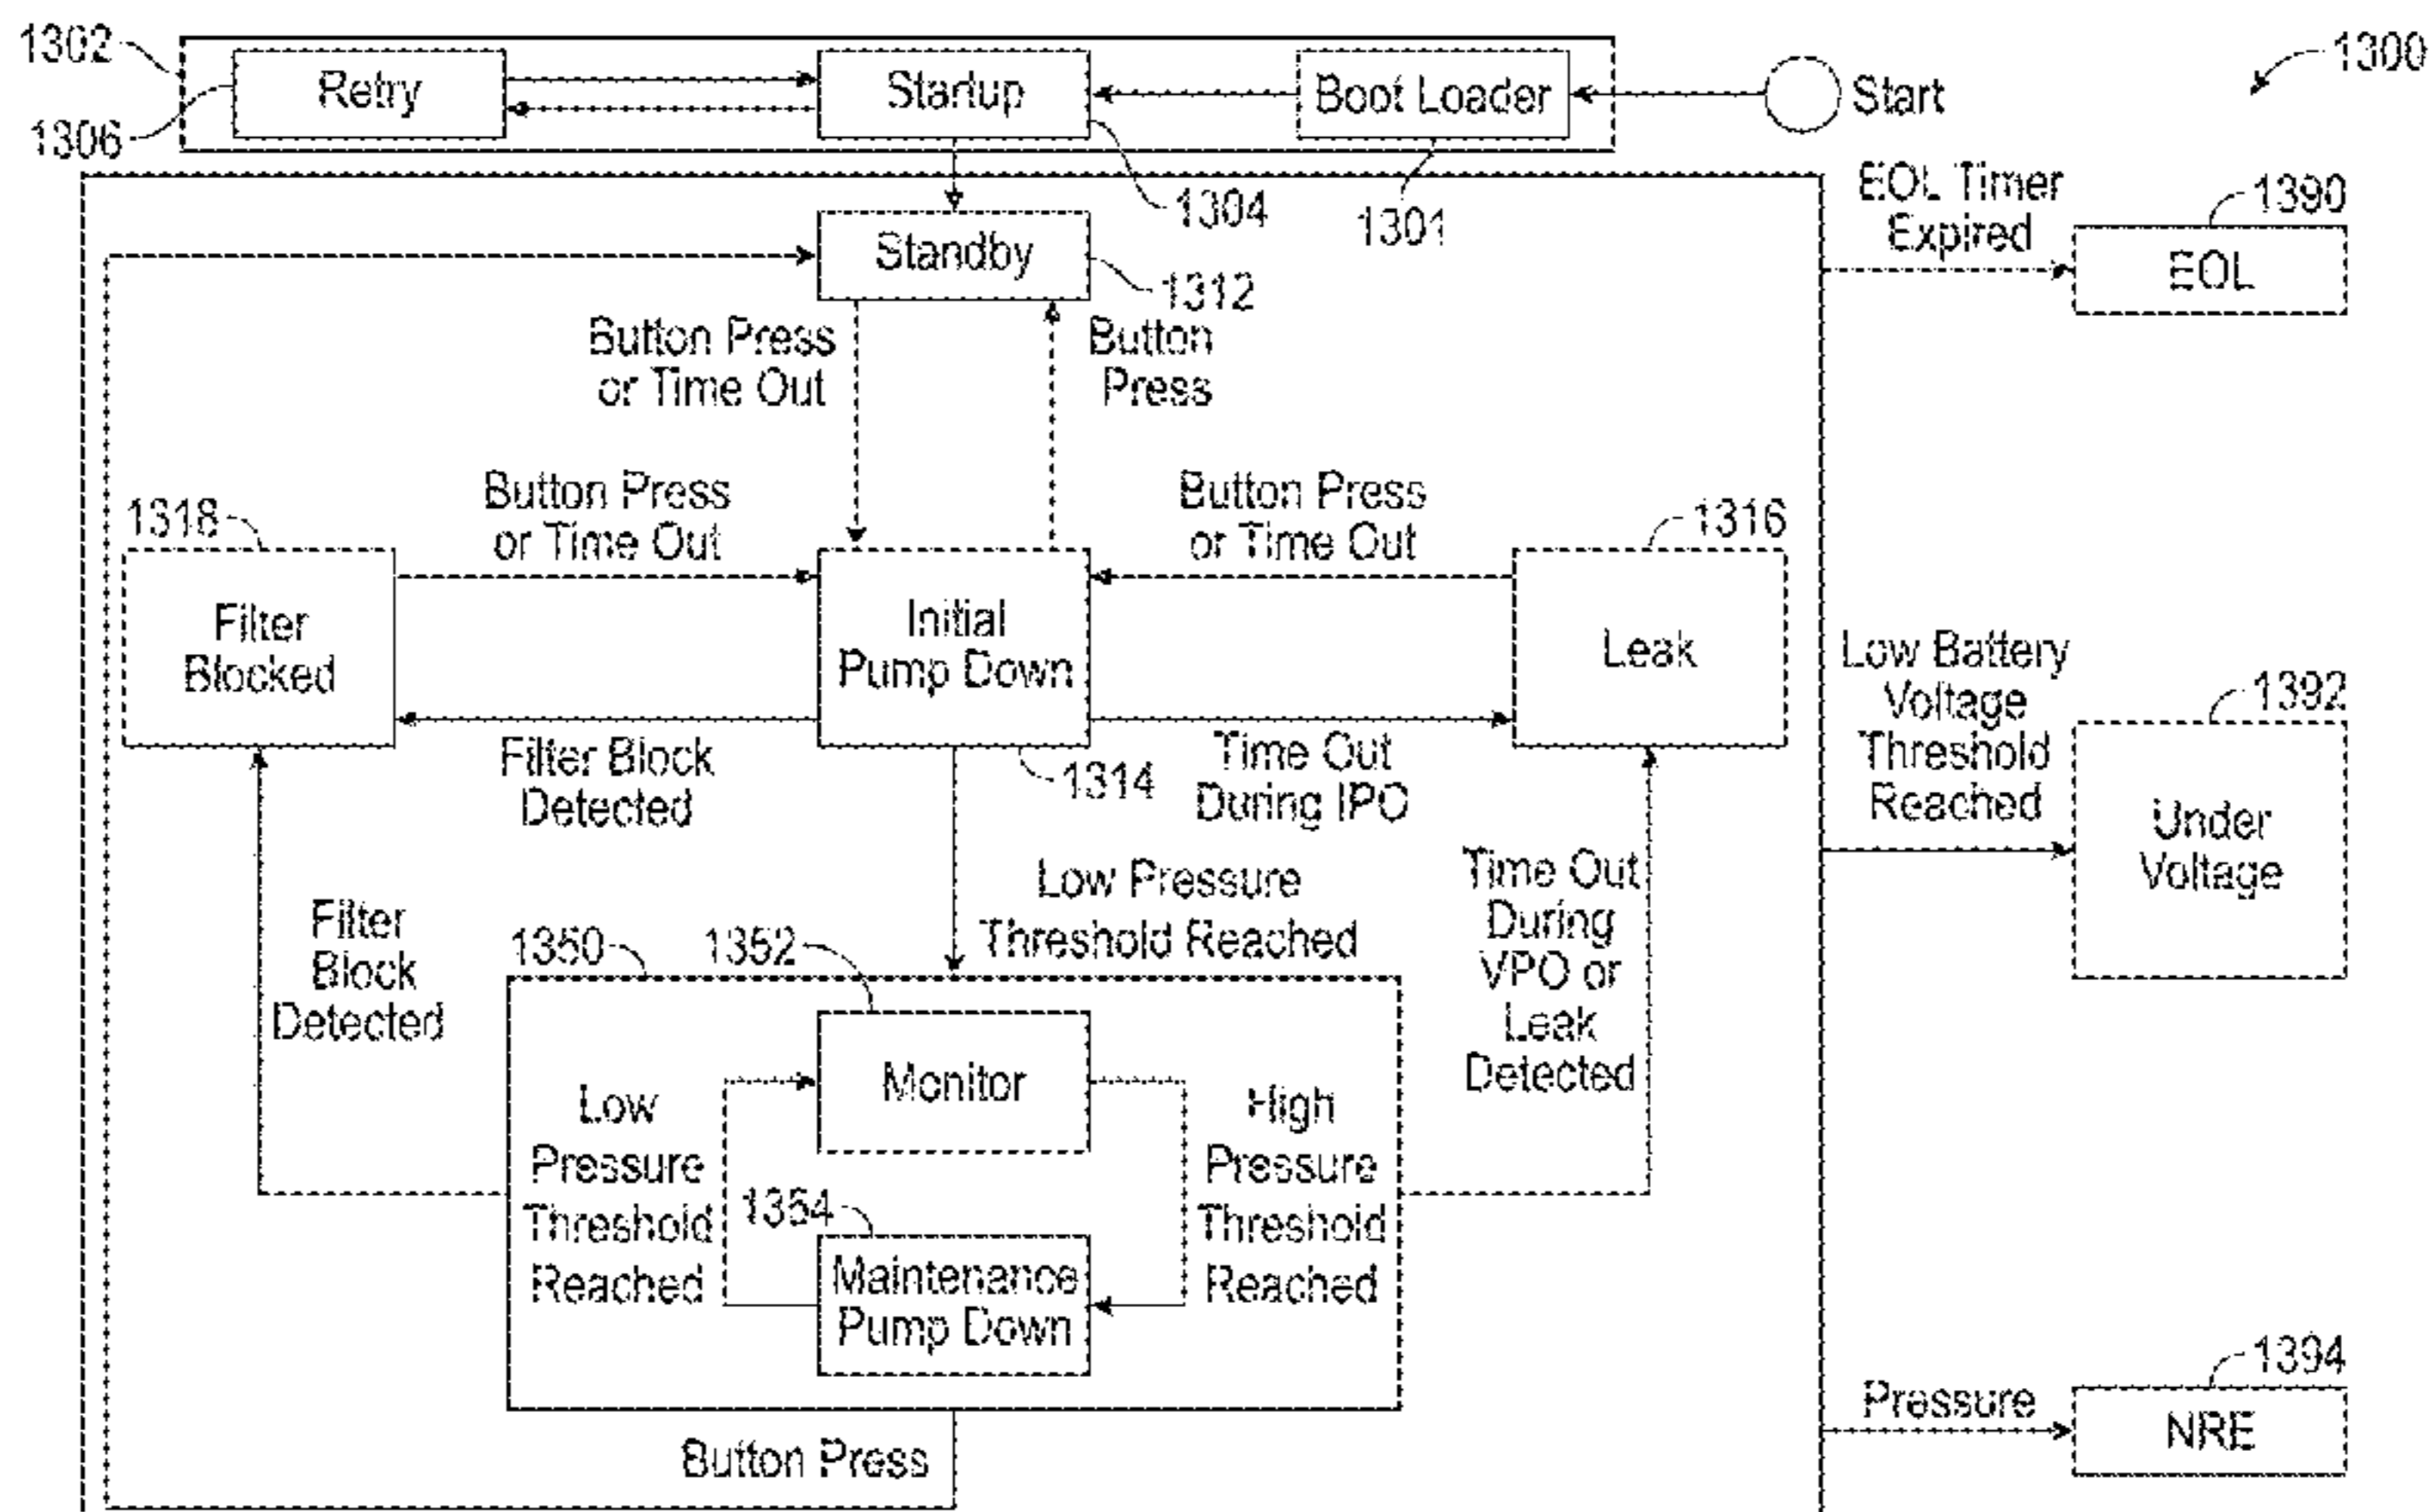 1302
Retry
Startup
Boot Loader
Start
1300
1306
1304
1301
EOL Timer
Expired
1390
EOL
Standby
1312
Button Press
or Time Out
Button
Press
1318
Button Press
or Time Out
Button Press
or Time Out
1316
Filter
Blocked
Initial
Pump Down
Leak
Low Battery
Voltage
Threshold
Reached
1392
Under
Voltage
Filter Block
Detected
1314
Time Out
During IPO
Low Pressure
Threshold Reached
Time Out
During
VPO or
Leak
Detected
Filter
Block
Detected
1350
1352
Monitor
Low
Pressure
Threshold
Reached
High
Pressure
Threshold
Reached
1354
Maintenance
Pump Down
Button Press
Pressure
1394
NRE